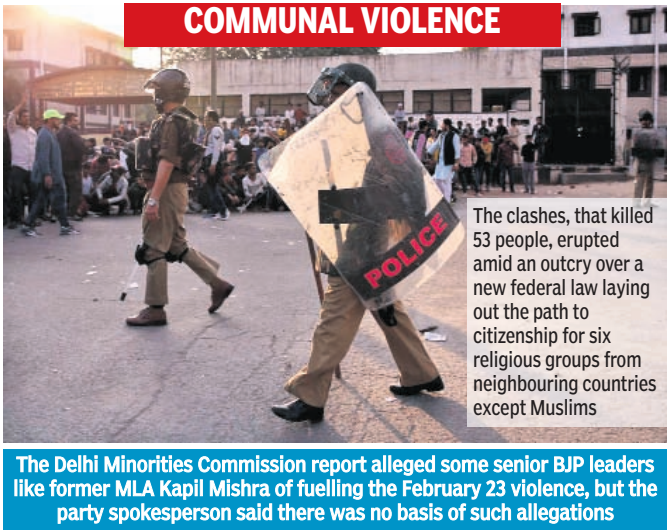 COMMUNAL VIOLENCE
POLICE
The clashes, that killed
53 people, erupted
amid an outcry over a
new federal law laying
out the path to
citizenship for six
religious groups from
neighbouring countries
except Muslims
The Delhi Minorities Commission report alleged some senior BJP leaders
like former MLA Kapil Mishra of fuelling the February 23 violence, but the
party spokesperson said there was no basis of such allegations